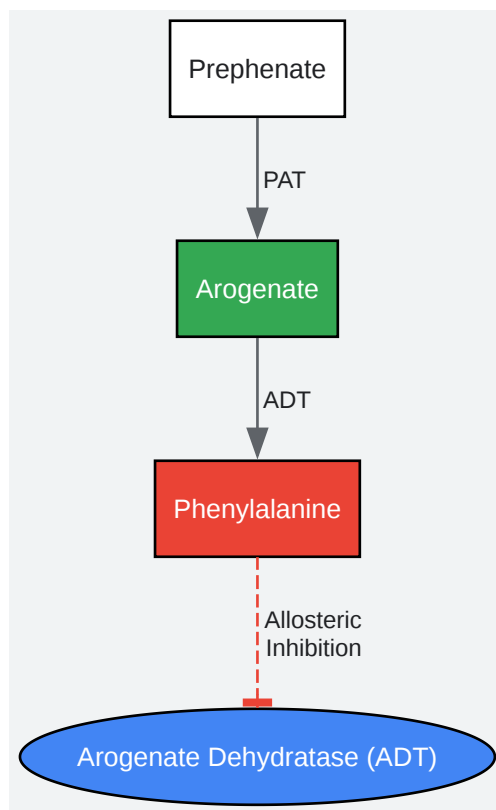 Prephenate
PAT
Arogenate
ADT
Phenylalanine
Allosteric
Inhibition
Arogenate Dehydratase (ADT)